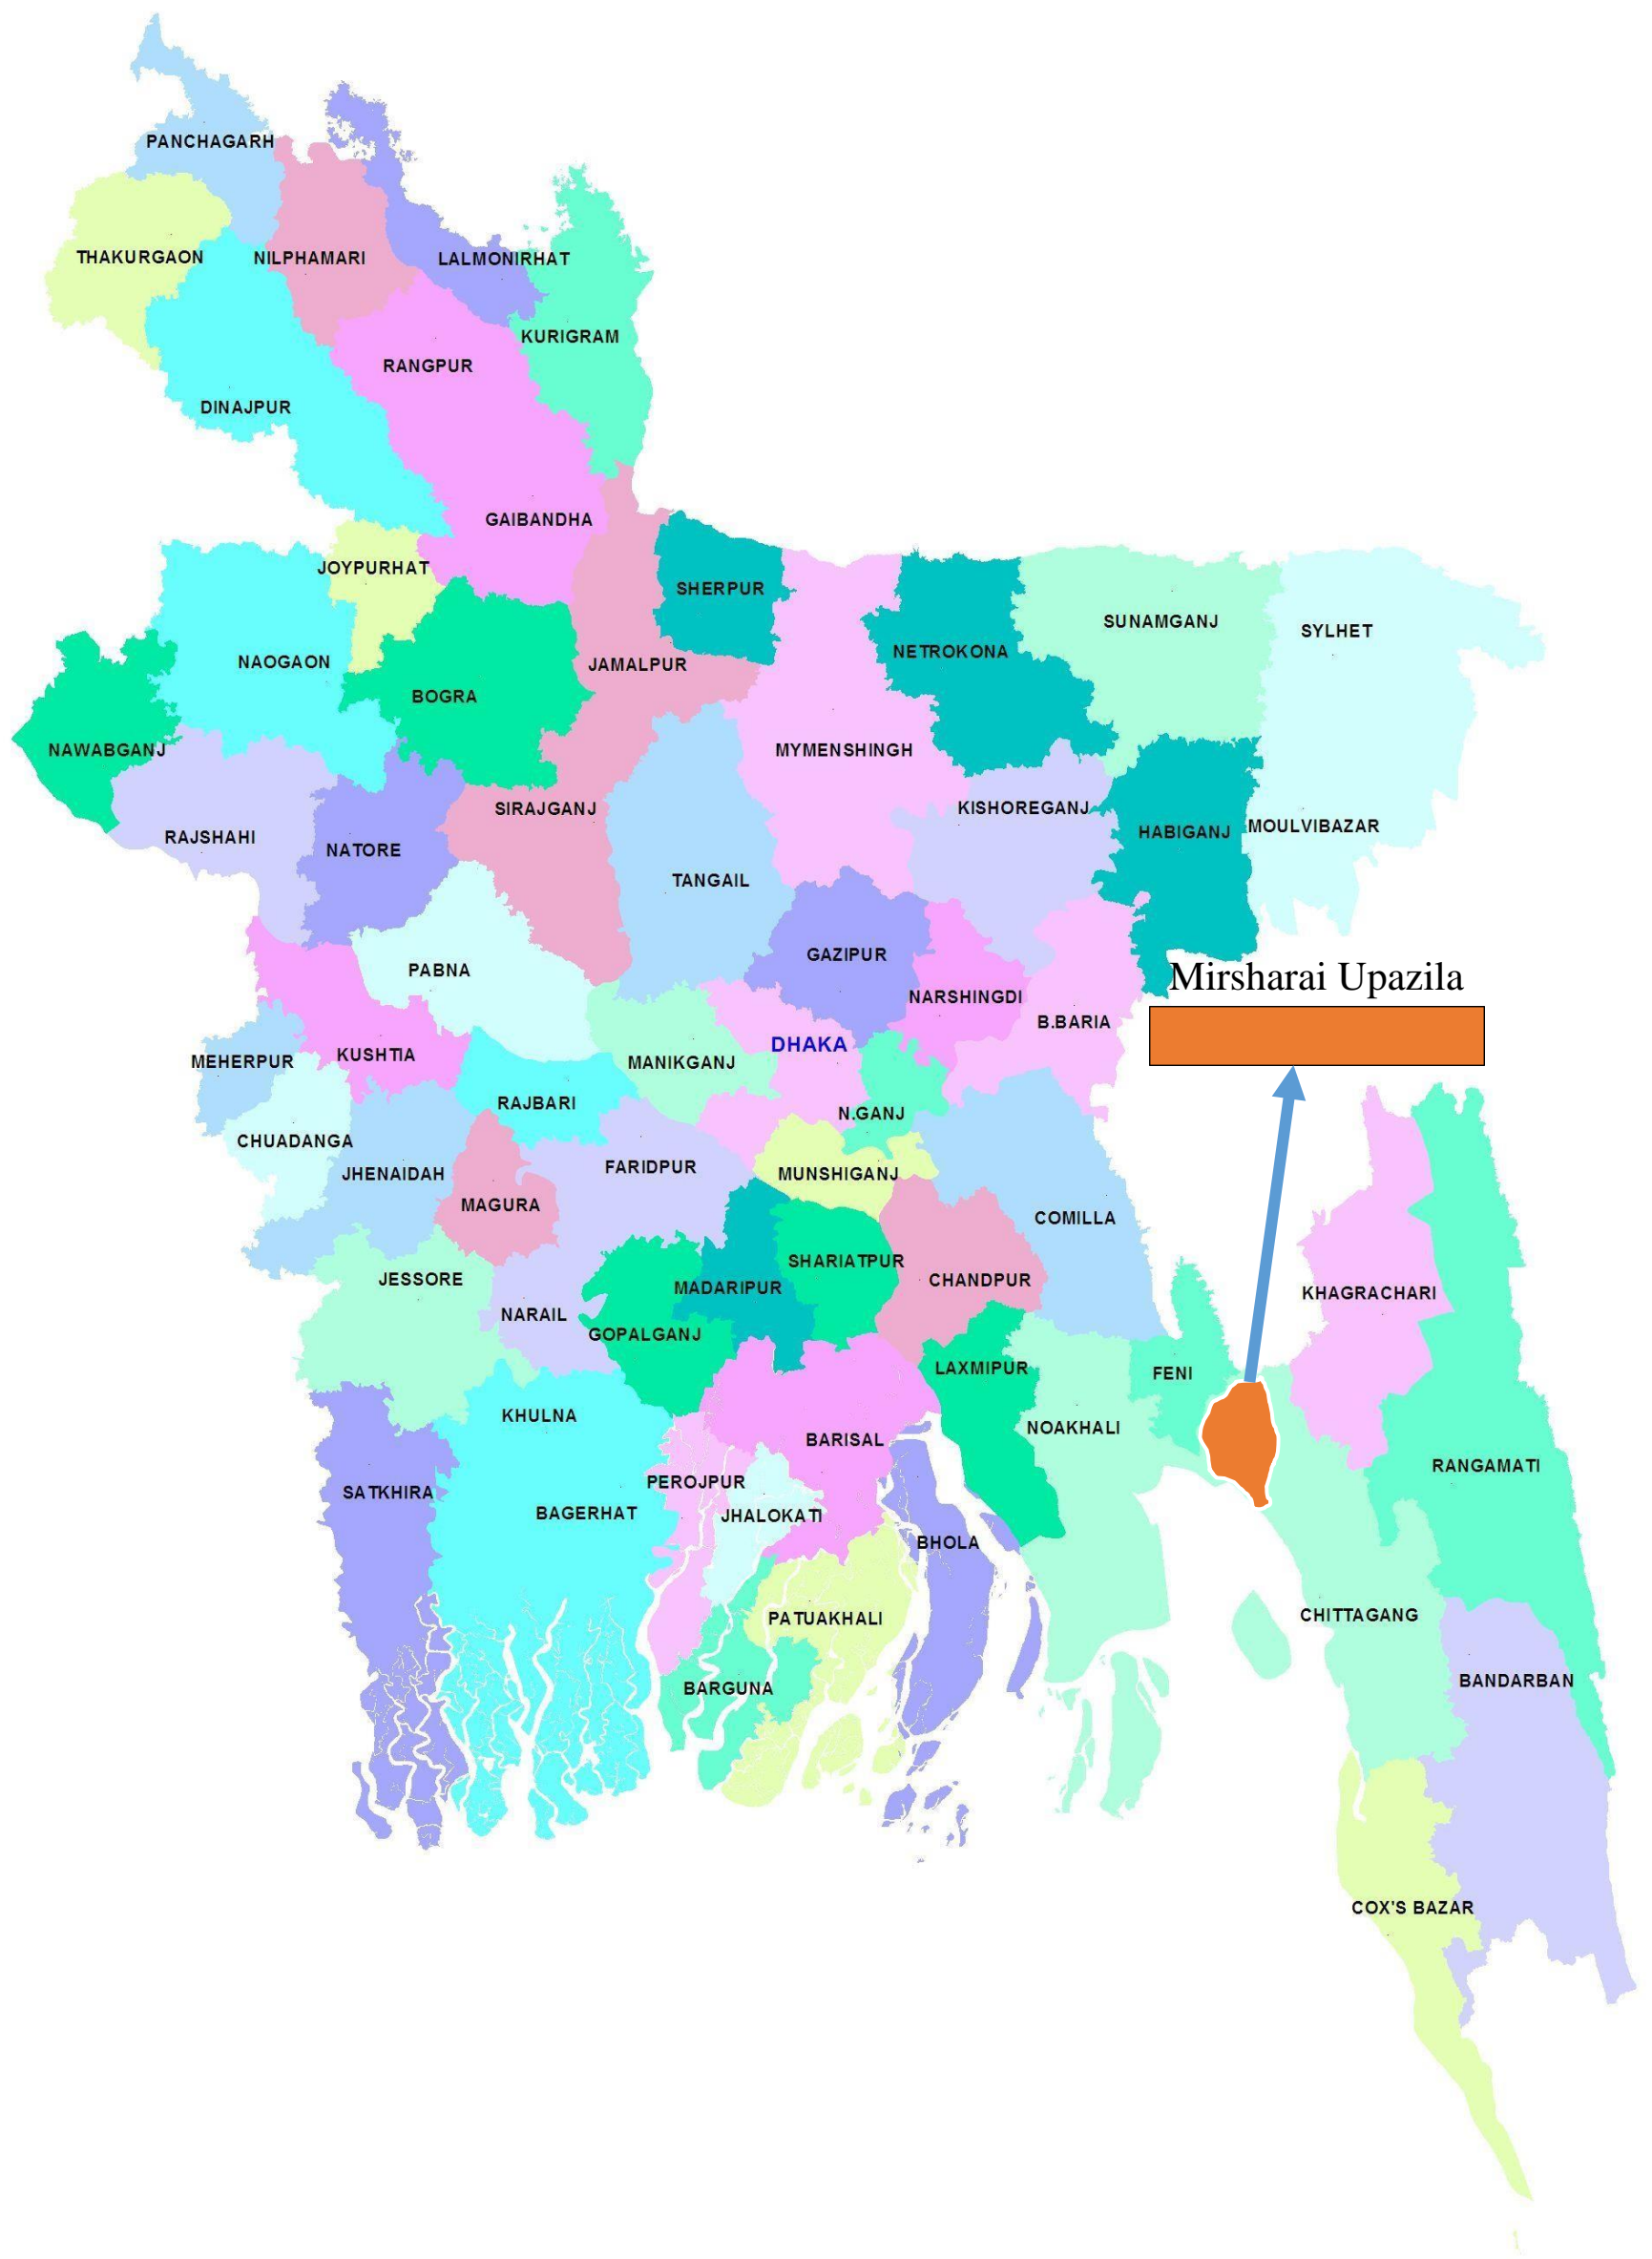 PANCHAGARH
THAKURGAON
NILPHAMARI
LALMONIRHAT
KURIGRAM
RANGPUR
DINAJPUR
GAIBANDHA
JOYPURHAT
SHERPUR
SUNAMGANJ
SYLHET
NETROKONA
NAOGAON
JAMALPUR
BOGRA
NAWABGANJ
MYMENSHINGH
SIRAJGANJ
KISHOREGANJ
HABIGANJ
MOULVIBAZAR
RAJSHAHI
NATORE
TANGAIL
GAZIPUR
PABNA
Mirsharai Upazila
NARSHINGDI
B.BARIA
DHAKA
MEHERPUR
KUSHTIA
MANIKGANJ
RAJBARI
N.GANJ
CHUADANGA
JHENAIDAH
FARIDPUR
MUNSHIGANJ
MAGURA
COMILLA
SHARIATPUR
JESSORE
MADARIPUR
CHANDPUR
KHAGRACHARI
NARAIL
GOPALGANJ
LAXMIPUR
FENI
KHULNA
NOAKHALI
BARISAL
RANGAMATI
PEROJPUR
SATKHIRA
BAGERHAT
JHALOKATI
BHOLA
PATUAKHALI
CHITTAGANG
BARGUNA
BANDARBAN
COX'S BAZAR